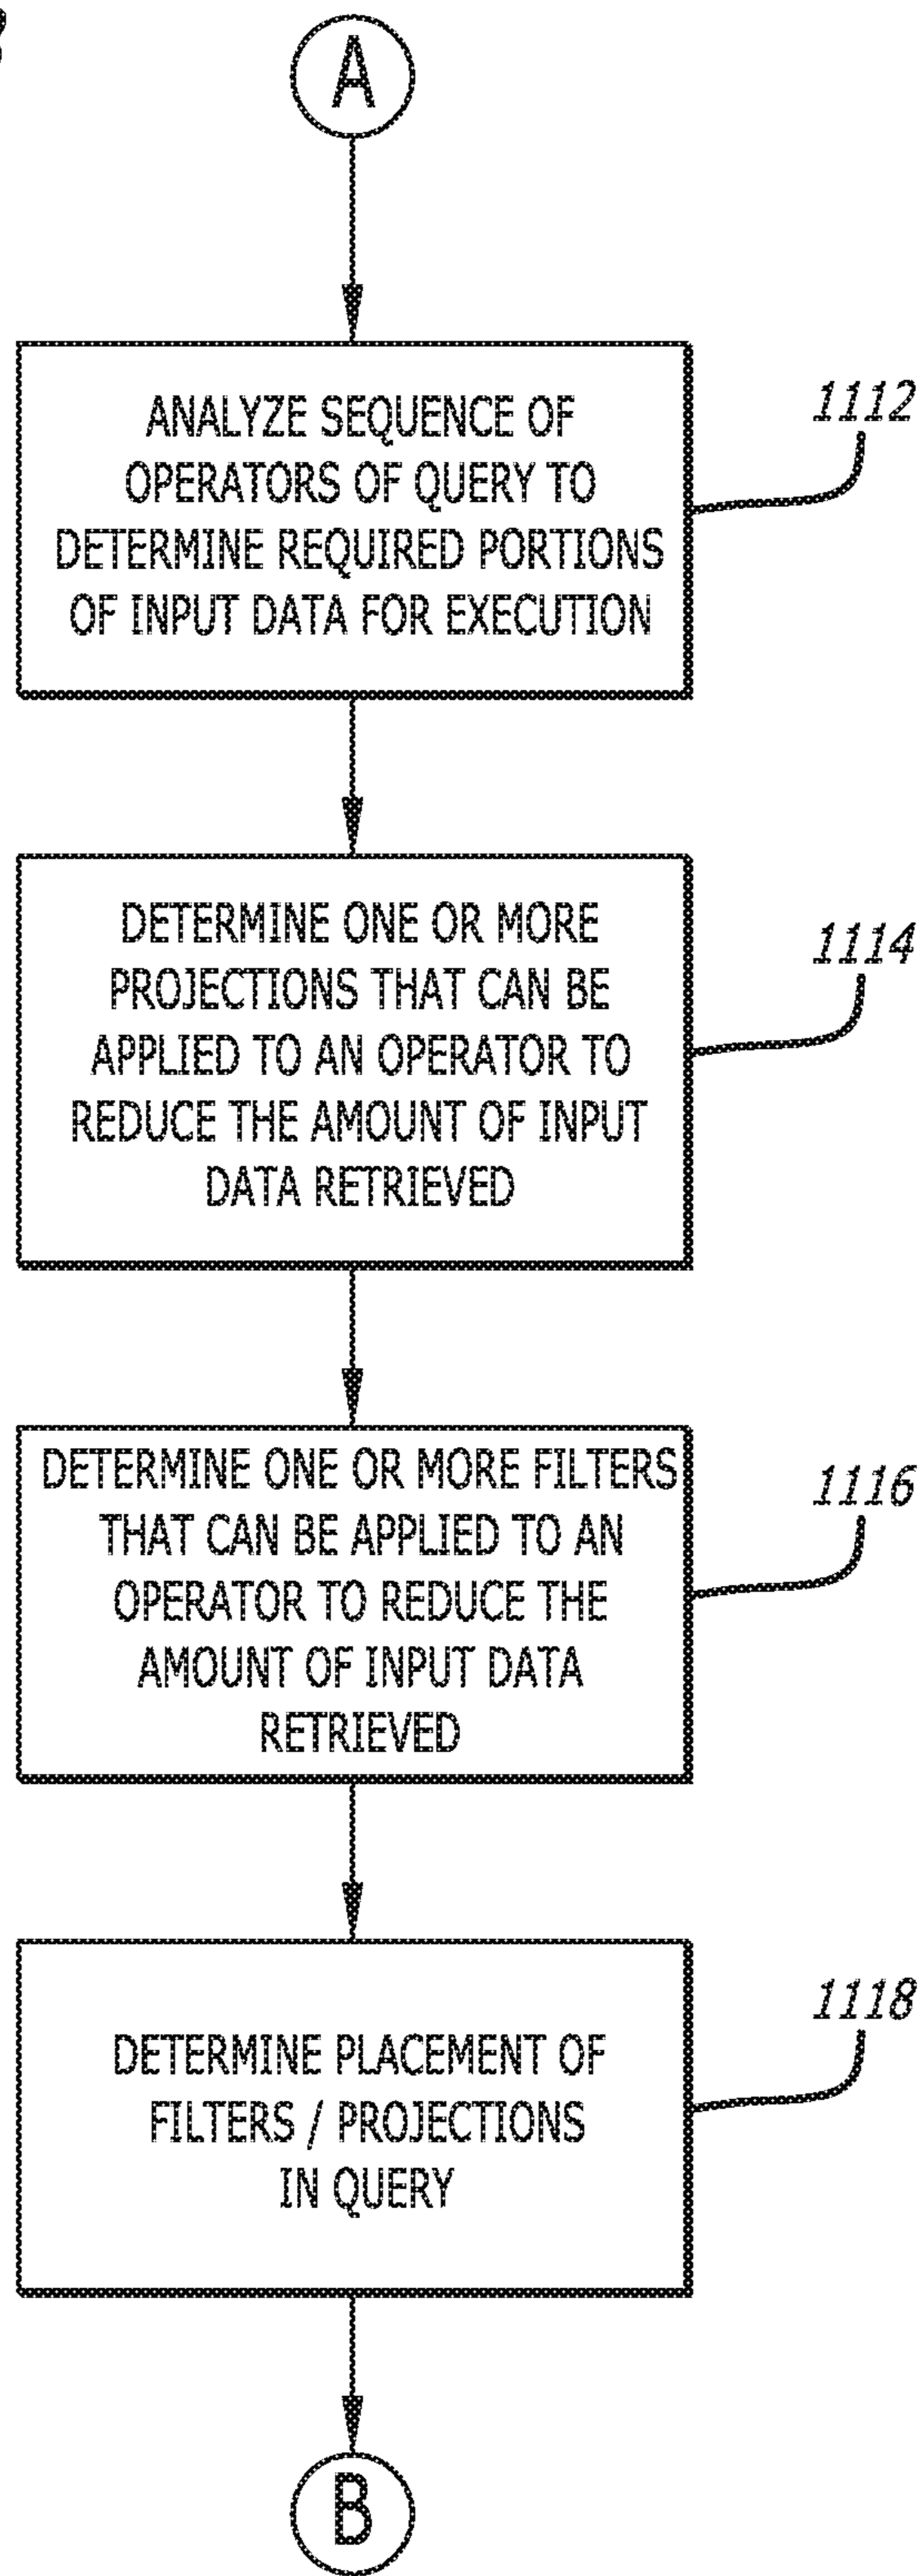 A
ANALYZE SEQUENCE OF
OPERATORS OF QUERY TO
DETERMINE REQUIRED PORTIONS
OF INPUT DATA FOR EXECUTION
1112
DETERMINE ONE OR MORE
PROJECTIONS THAT CAN BE
APPLIED TO AN OPERATOR TO
REDUCE THE AMOUNT OF INPUT
DATA RETRIEVED
1114
DETERMINE ONE OR MORE FILTERS
THAT CAN BE APPLIED TO AN
OPERATOR TO REDUCE THE
AMOUNT OF INPUT DATA
RETRIEVED
1116
DETERMINE PLACEMENT OF
FILTERS / PROJECTIONS
IN QUERY
1118
B